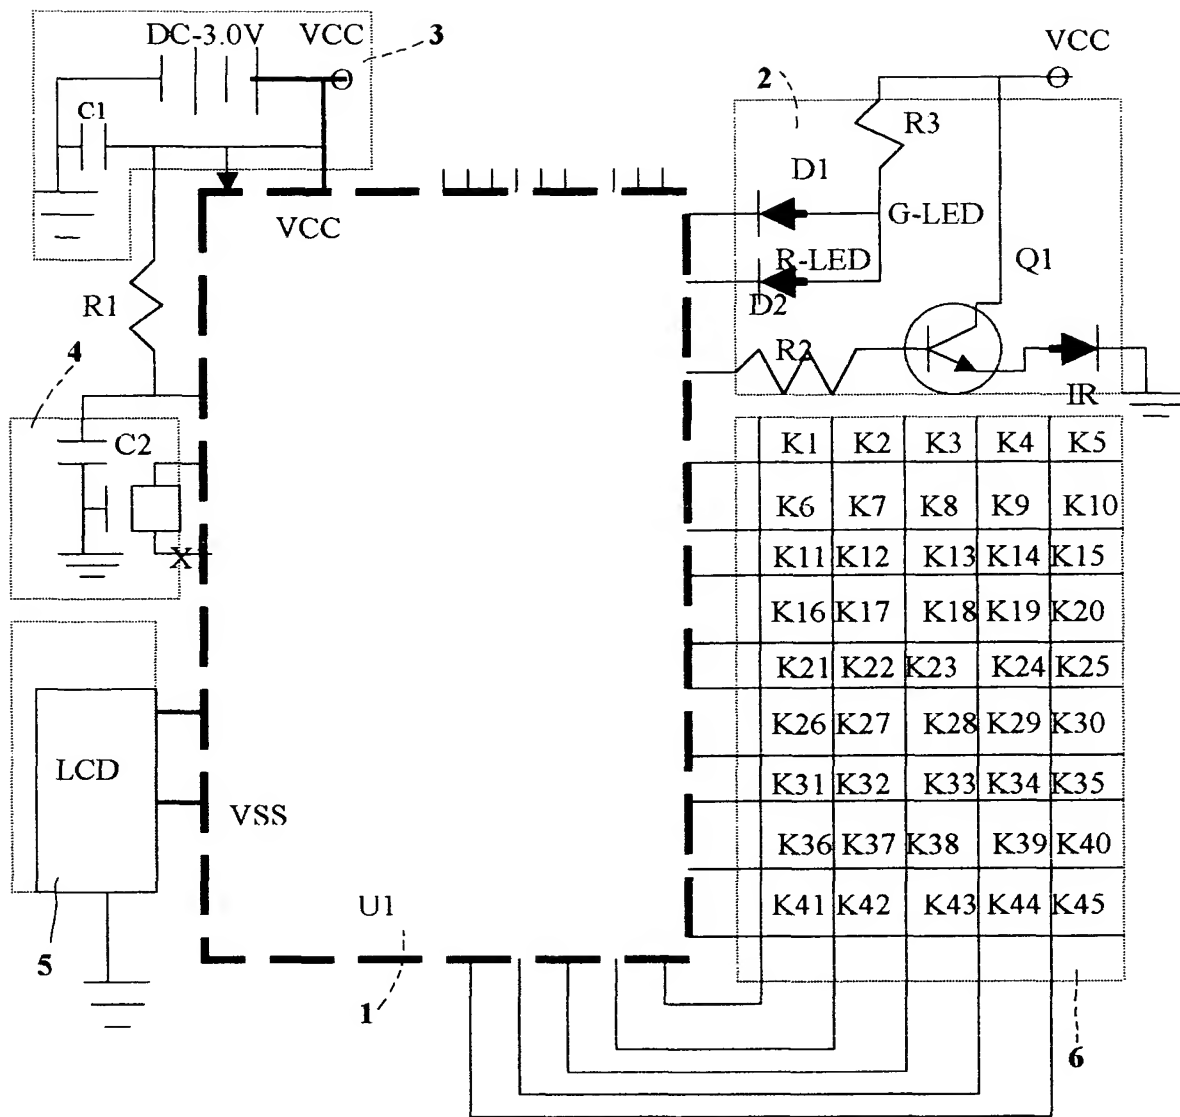 DC-3.0V VCC 3
C1
VCC
R1
4
C2
X
LCD
VSS
5
U1
1
VCC
2
R3
D1
G-LED
R-LED
Q1
D2
R2
IR
K1 K2 K3 K4 K5
K6 K7 K8 K9 K10
K11 K12 K13 K14 K15
K16 K17 K18 K19 K20
K21 K22 K23 K24 K25
K26 K27 K28 K29 K30
K31 K32 K33 K34 K35
K36 K37 K38 K39 K40
K41 K42 K43 K44 K45
6